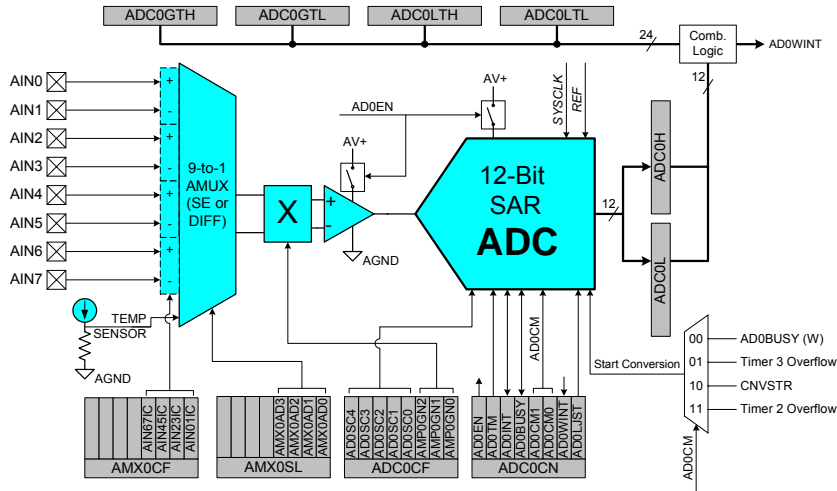 ADC0GTH
ADC0GTL
ADC0LTH
ADC0LTL
24
Comb. Logic
AD0WINT
12
AIN0
AIN1
AIN2
AIN3
AIN4
AIN5
AIN6
AIN7
+
-
+
-
+
-
+
-
9-to-1
AMUX
(SE or
DIFF)
X
+
-
AV+
AD0EN
AV+
AGND
SYSCLK
REF
12-Bit
SAR
ADC
12
ADC0H
ADC0L
TEMP
SENSOR
AGND
AIN67IC
AIN45IC
AIN23IC
AIN01IC
AMX0CF
AMX0AD3
AMX0AD2
AMX0AD1
AMX0AD0
AMX0SL
AD0SC4
AD0SC3
AD0SC2
AD0SC1
AD0SC0
AMP0GN2
AMP0GN1
AMP0GN0
ADC0CF
AD0CM
AD0EN
AD0TM
AD0INT
AD0BUSY
AD0CM1
AD0CM0
AD0WINT
AD0LJST
ADC0CN
Start Conversion
00
AD0BUSY (W)
01
Timer 3 Overflow
10
CNVSTR
11
Timer 2 Overflow
AD0CM